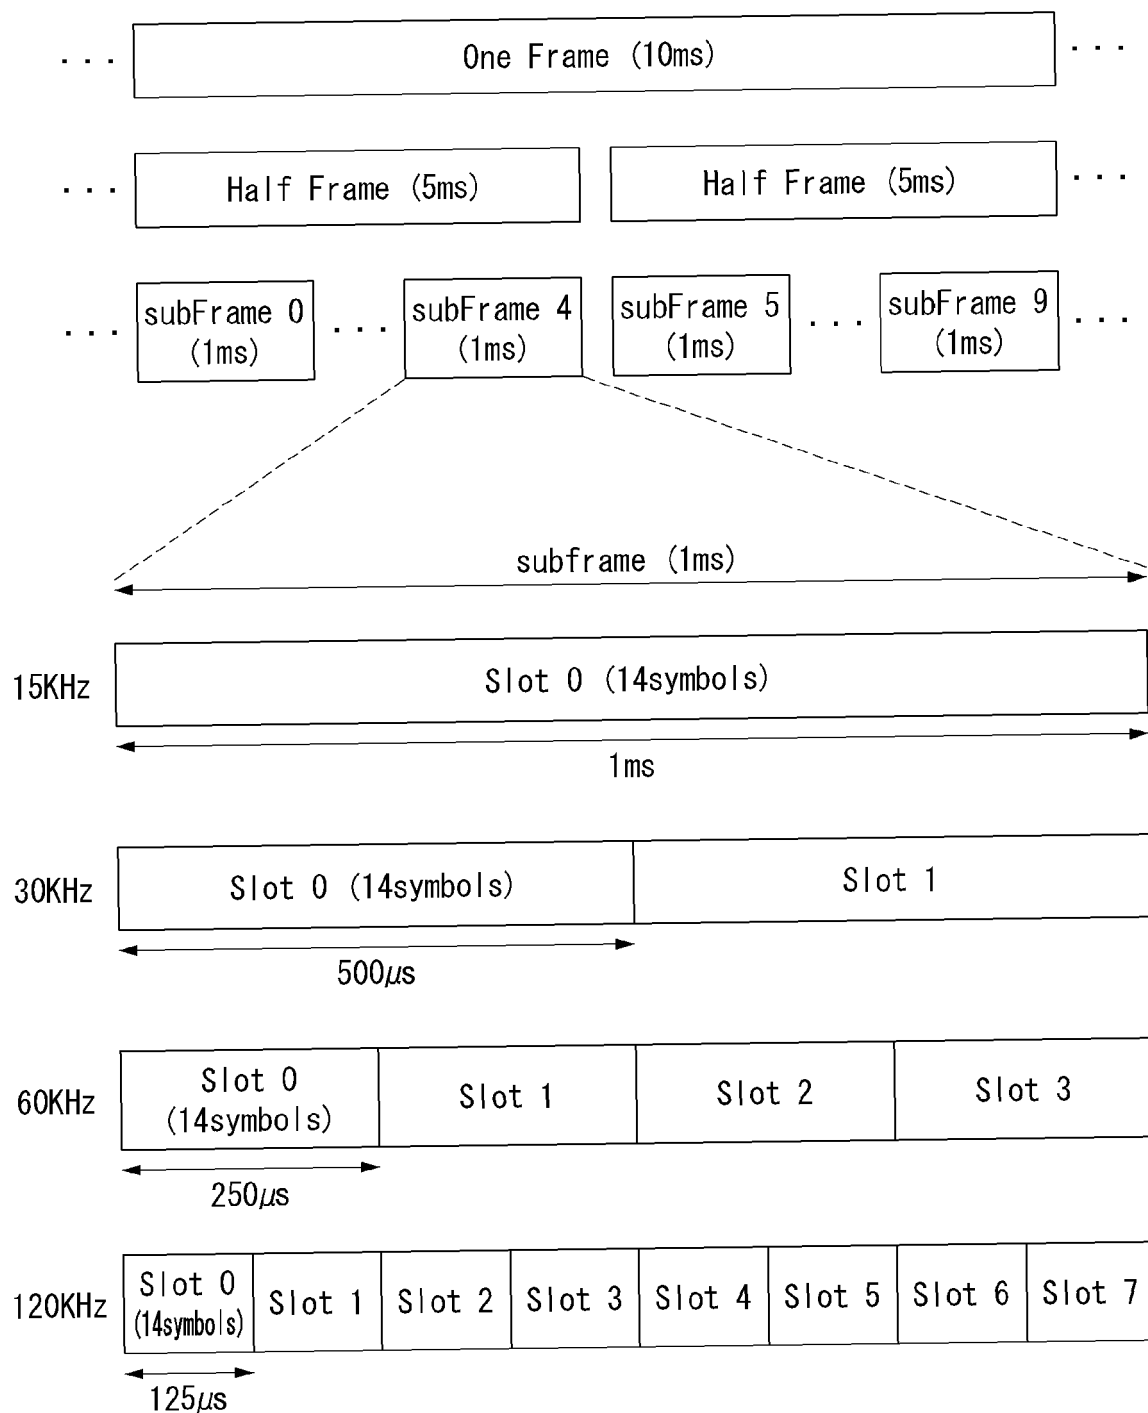 ... One Frame (10ms) ...
... Half Frame (5ms) Half Frame (5ms) ...
... subFrame 0 ... subFrame 4 subFrame 5 ... subFrame 9 ...
(1ms) (1ms) (1ms) (1ms)
subframe (1ms)
15KHz Slot 0 (14symbols)
1ms
30KHz Slot 0 (14symbols) Slot 1
500μs
60KHz Slot 0 Slot 1 Slot 2 Slot 3
(14symbols)
250μs
120KHz Slot 0 Slot 1 Slot 2 Slot 3 Slot 4 Slot 5 Slot 6 Slot 7
(14symbols)
125μs